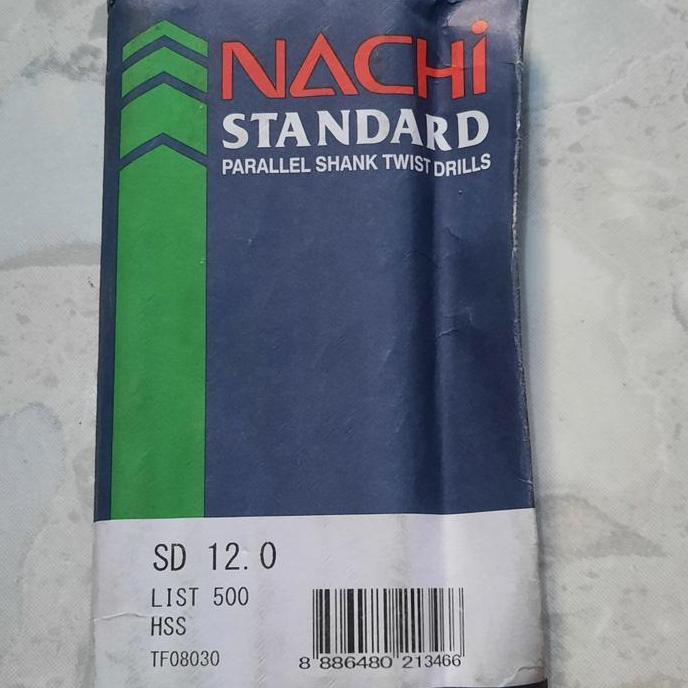 NACHi
STANDARD
PARALLEL SHANK TWIST DRILLS
SD 12.0
LIST 500
HSS
TF08030
8 886480 213466